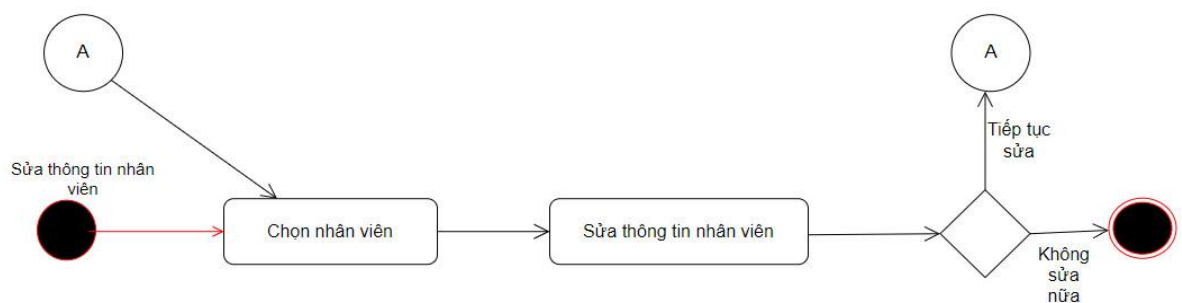 A
A
Tiếp tục
sửa
Sửa thông tin nhân
viên
Chọn nhân viên
Sửa thông tin nhân viên
Không
sửa
nữa